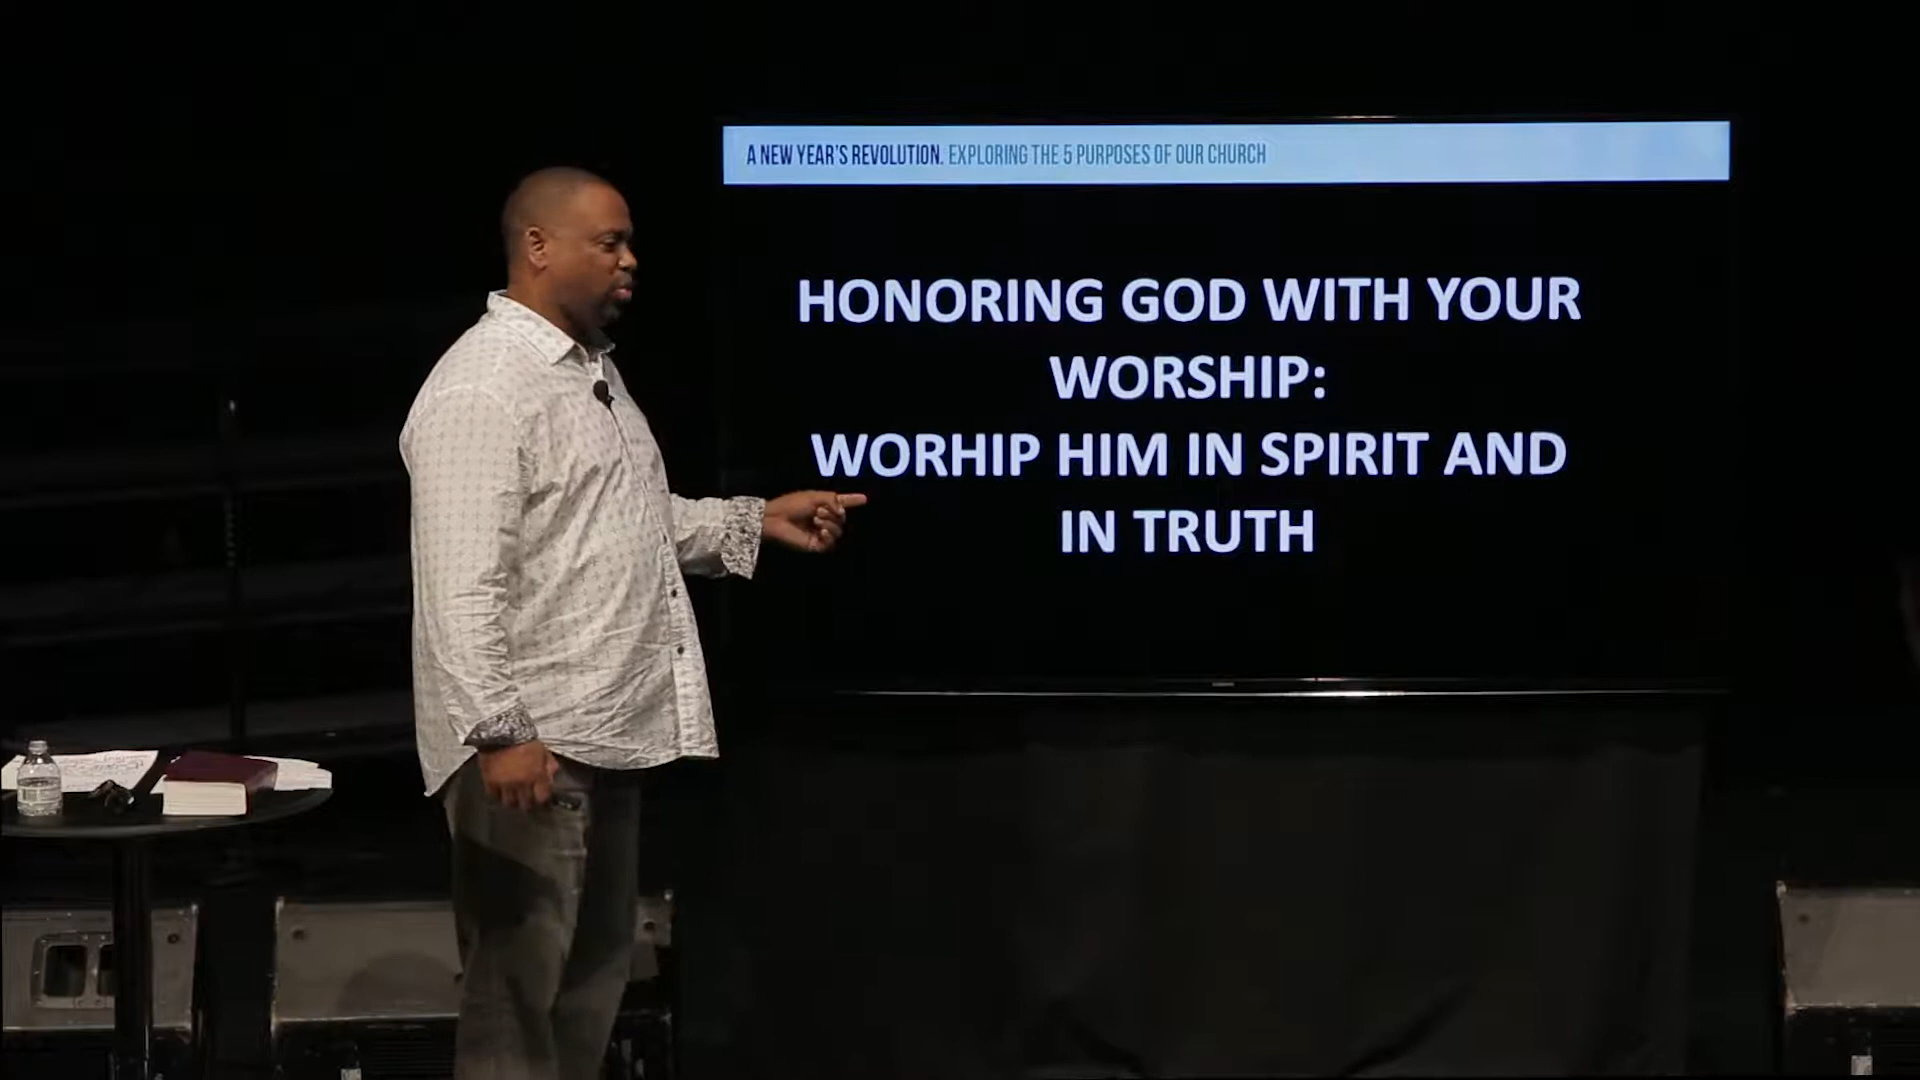 A NEW YEAR'S REVOLUTION. EXPLORING THE 5 PURPOSES OF OUR CHURCH
HONORING GOD WITH YOUR
WORSHIP:
WORHIP HIM IN SPIRIT AND
IN TRUTH